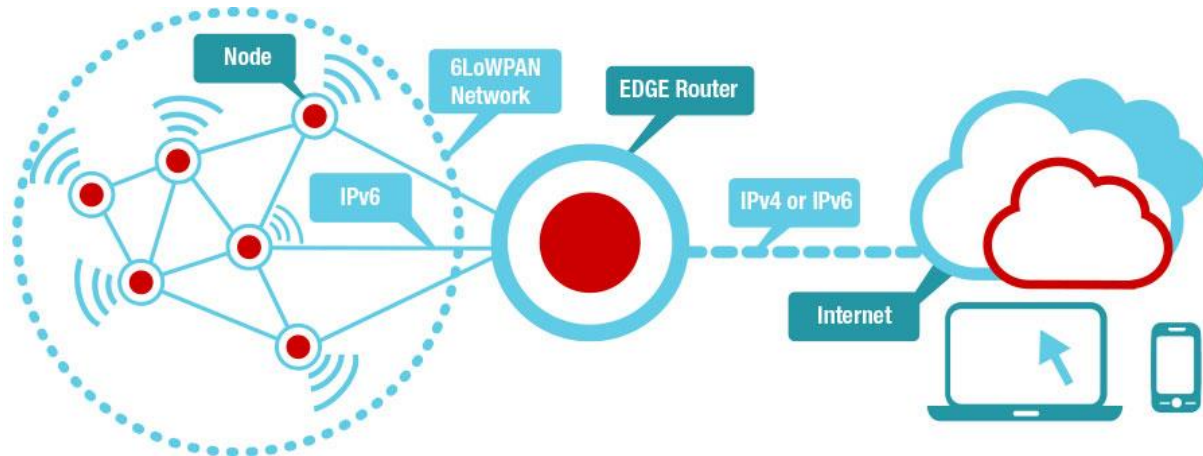 Node
6LoWPAN
Network
EDGE Router
IPv6
IPv4 or IPv6
Internet